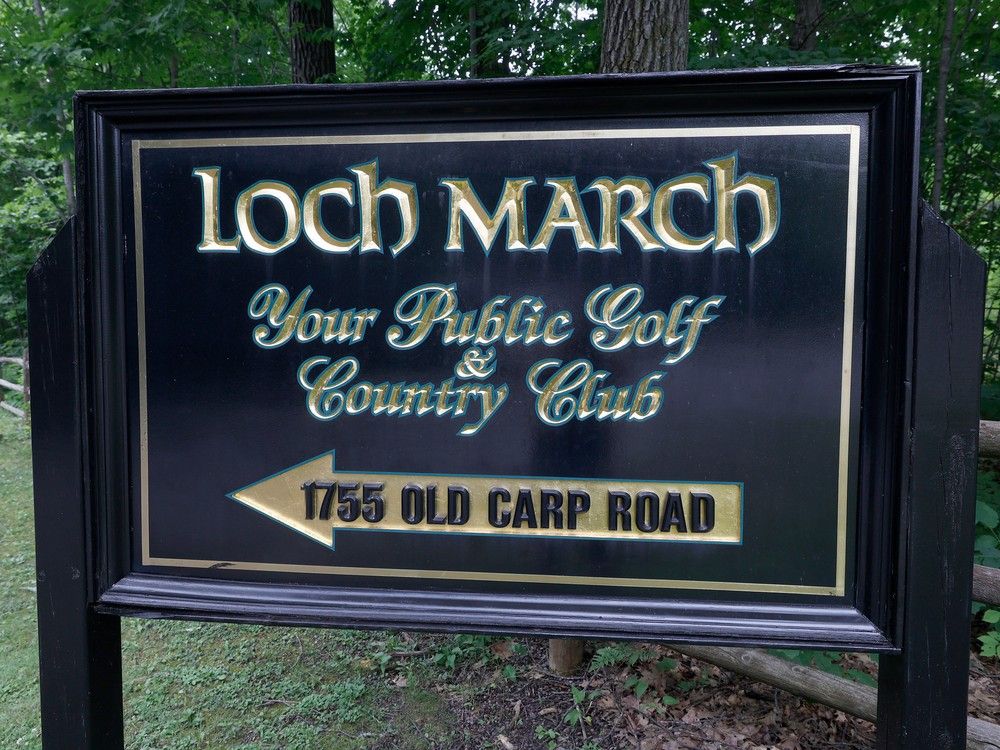 Loch March
Your Public Golf
&
Country Club
1755 OLD CARP ROAD